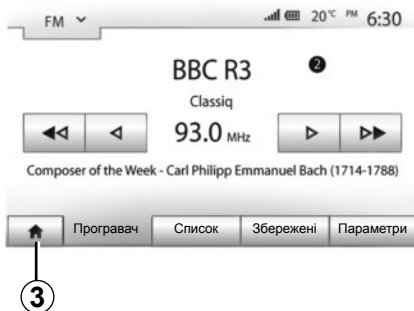 FM 20°C PM 6:30
BBC R3 2
Classiq
93.0 MHz
Composer of the Week - Carl Philipp Emmanuel Bach (1714-1788)
Програвач Список Збережені Параметри
3